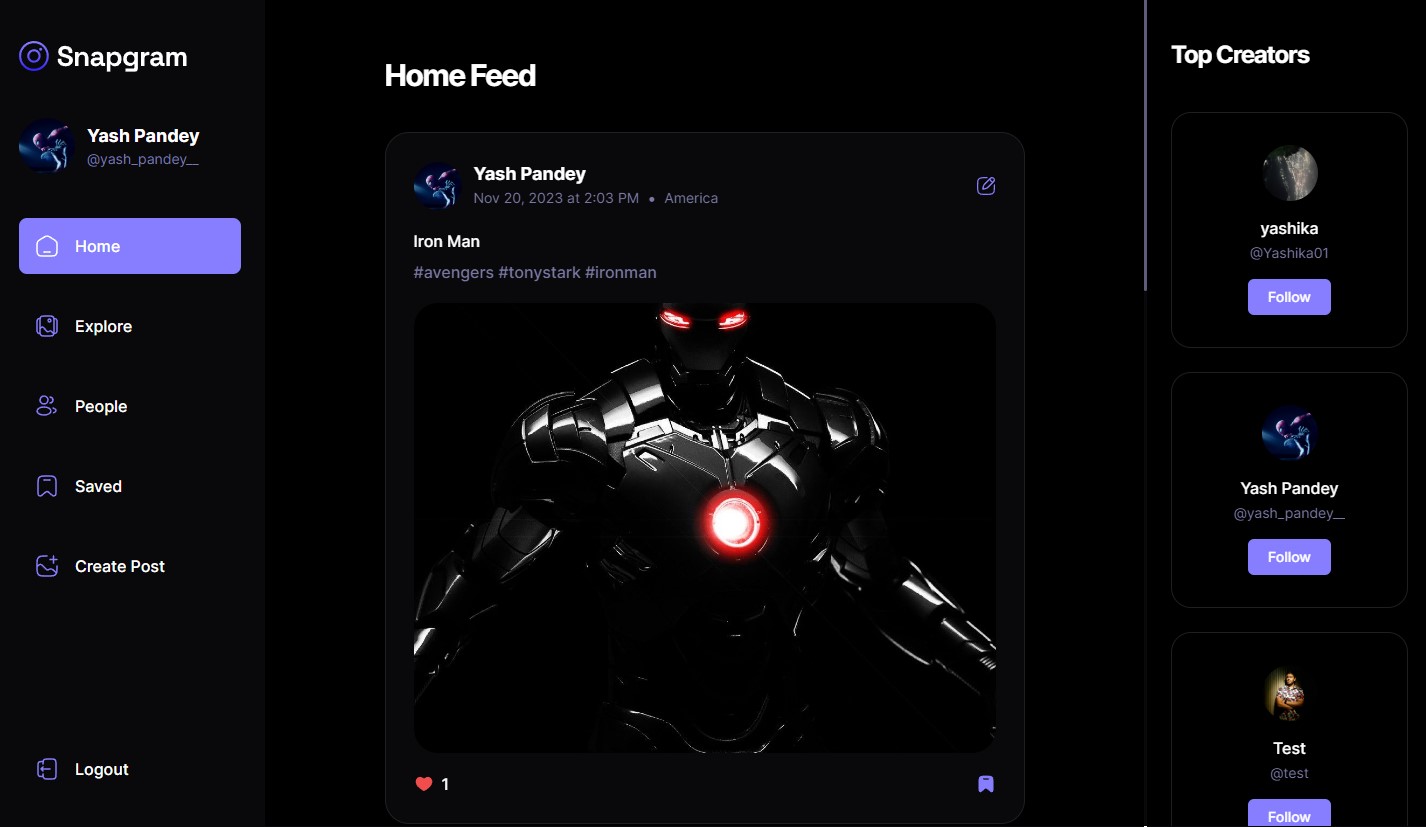 Snapgram
Yash Pandey
@yash_pandey__
Home
Explore
People
Saved
Create Post
Logout
Home Feed
Yash Pandey
Nov 20, 2023 at 2:03 PM • America
Iron Man
#avengers #tonystark #ironman
1
Top Creators
yashika
@Yashika01
Follow
Yash Pandey
@yash_pandey__
Follow
Test
@test
Follow